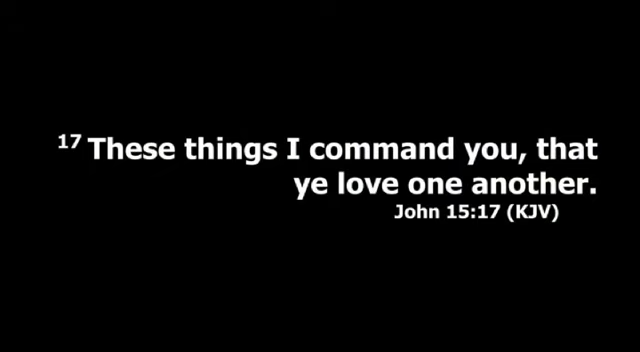 17 These things I command you, that
ye love one another.
John 15:17 (KJV)